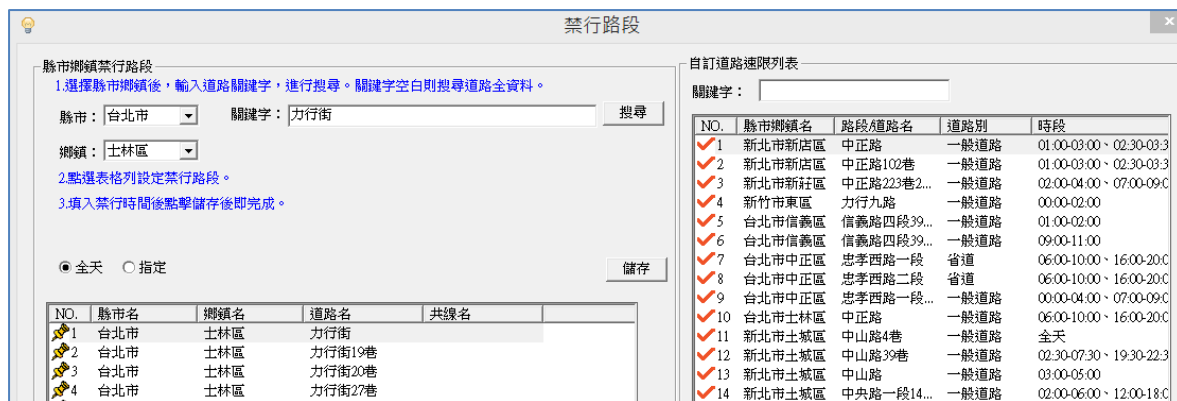 禁行路段
縣市鄉鎮禁行路段
1.選擇縣市鄉鎮後，輸入道路關鍵字，進行搜尋。關鍵字空白則搜尋道路全資料。
縣市： 台北市 關鍵字： 力行街 搜尋
鄉鎮： 士林區
2.點選表格列設定禁行路段。
3.填入禁行時間後點擊儲存後即完成。
全天 指定 儲存
NO. 縣市名 鄉鎮名 道路名 共線名
1 台北市 士林區 力行街
2 台北市 士林區 力行街19巷
3 台北市 士林區 力行街20巷
4 台北市 士林區 力行街27巷
自訂道路速限列表
關鍵字：
NO. 縣市鄉鎮名 路段/道路名 道路別 時段
1 新北市新店區 中正路 一般道路 01:00-03:00、02:30-03:3
2 新北市新店區 中正路102巷 一般道路 01:00-03:00、02:30-03:3
3 新北市新莊區 中正路223巷2... 一般道路 02:00-04:00、07:00-09:0
4 新竹市東區 力行九路 一般道路 00:00-02:00
5 台北市信義區 信義路四段39... 一般道路 01:00-02:00
6 台北市信義區 信義路四段39... 一般道路 09:00-11:00
7 台北市中正區 忠孝西路一段 省道 06:00-10:00、16:00-20:0
8 台北市中正區 忠孝西路二段 省道 06:00-10:00、16:00-20:0
9 台北市中正區 忠孝西路一段... 一般道路 00:00-04:00、07:00-09:0
10 台北市士林區 中正路 一般道路 06:00-10:00、16:00-20:0
11 新北市土城區 中山路4巷 一般道路 全天
12 新北市土城區 中山路39巷 一般道路 02:30-07:30、19:30-22:3
13 新北市土城區 中山路 一般道路 03:00-05:00
14 新北市土城區 中央路一段14... 一般道路 02:00-06:00、12:00-18:0